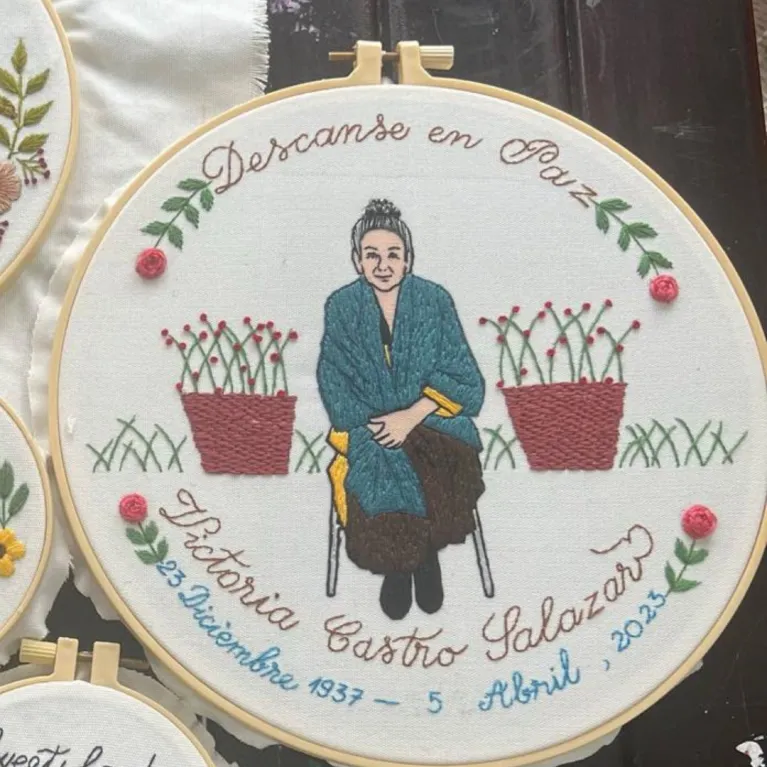 Descanse en Paz
Victoria Castro Salazar
23 Diciembre 1937 - 5 Abril, 2023